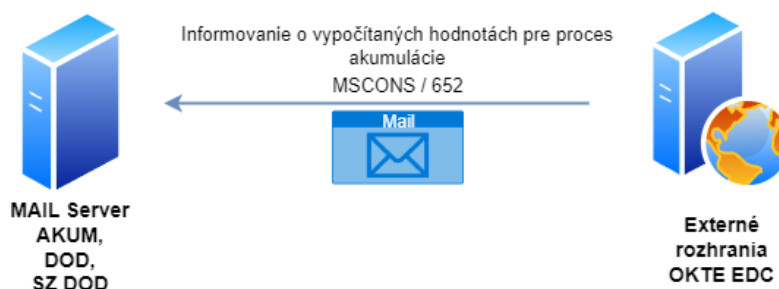 Informovanie o vypočítaných hodnotách pre proces
akumulácie
MSCONS / 652
Mail
MAIL Server
AKUM,
DOD,
SZ DOD
Externé
rozhrania
OKTE EDC